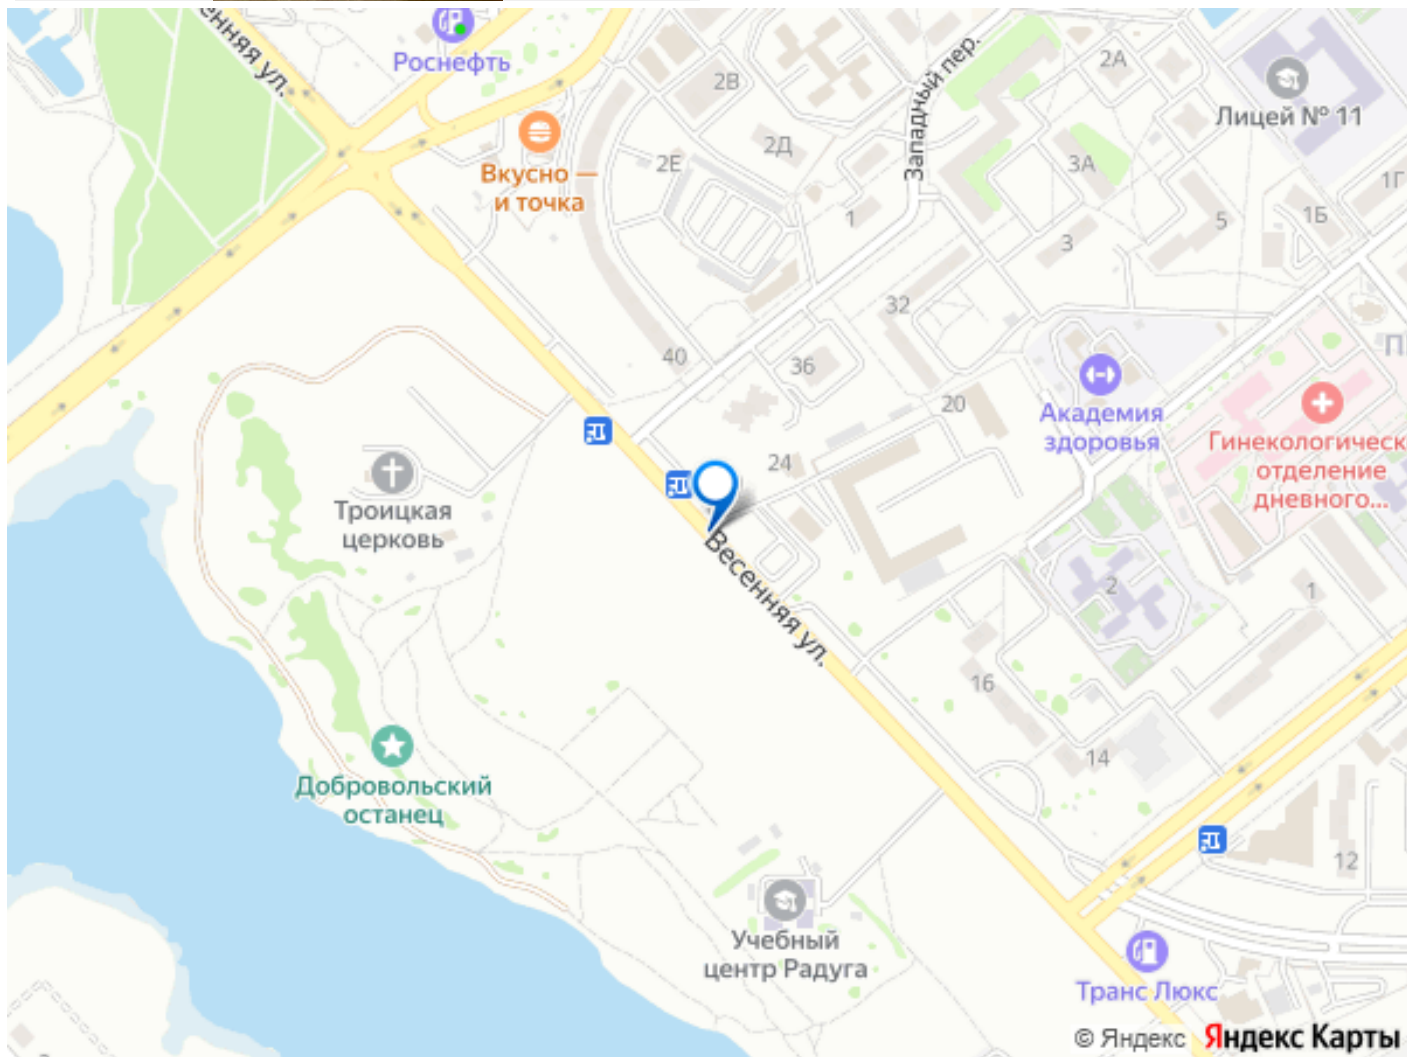 Весенняя ул.
Роснефть
2В
2А
Западный пер.
Лицей № 11
Вкусно —
и точка
2Е
2Д
3А
1Г
1
5
1Б
3
32
40
36
20
Академия
здоровья
Гинекологическ
отделение
дневного...
П
24
Троицкая
церковь
Весенняя ул.
2
1
16
14
Добровольский
останец
12
Учебный
центр Радуга
Транс Люкс
© Яндекс Яндекс Карты